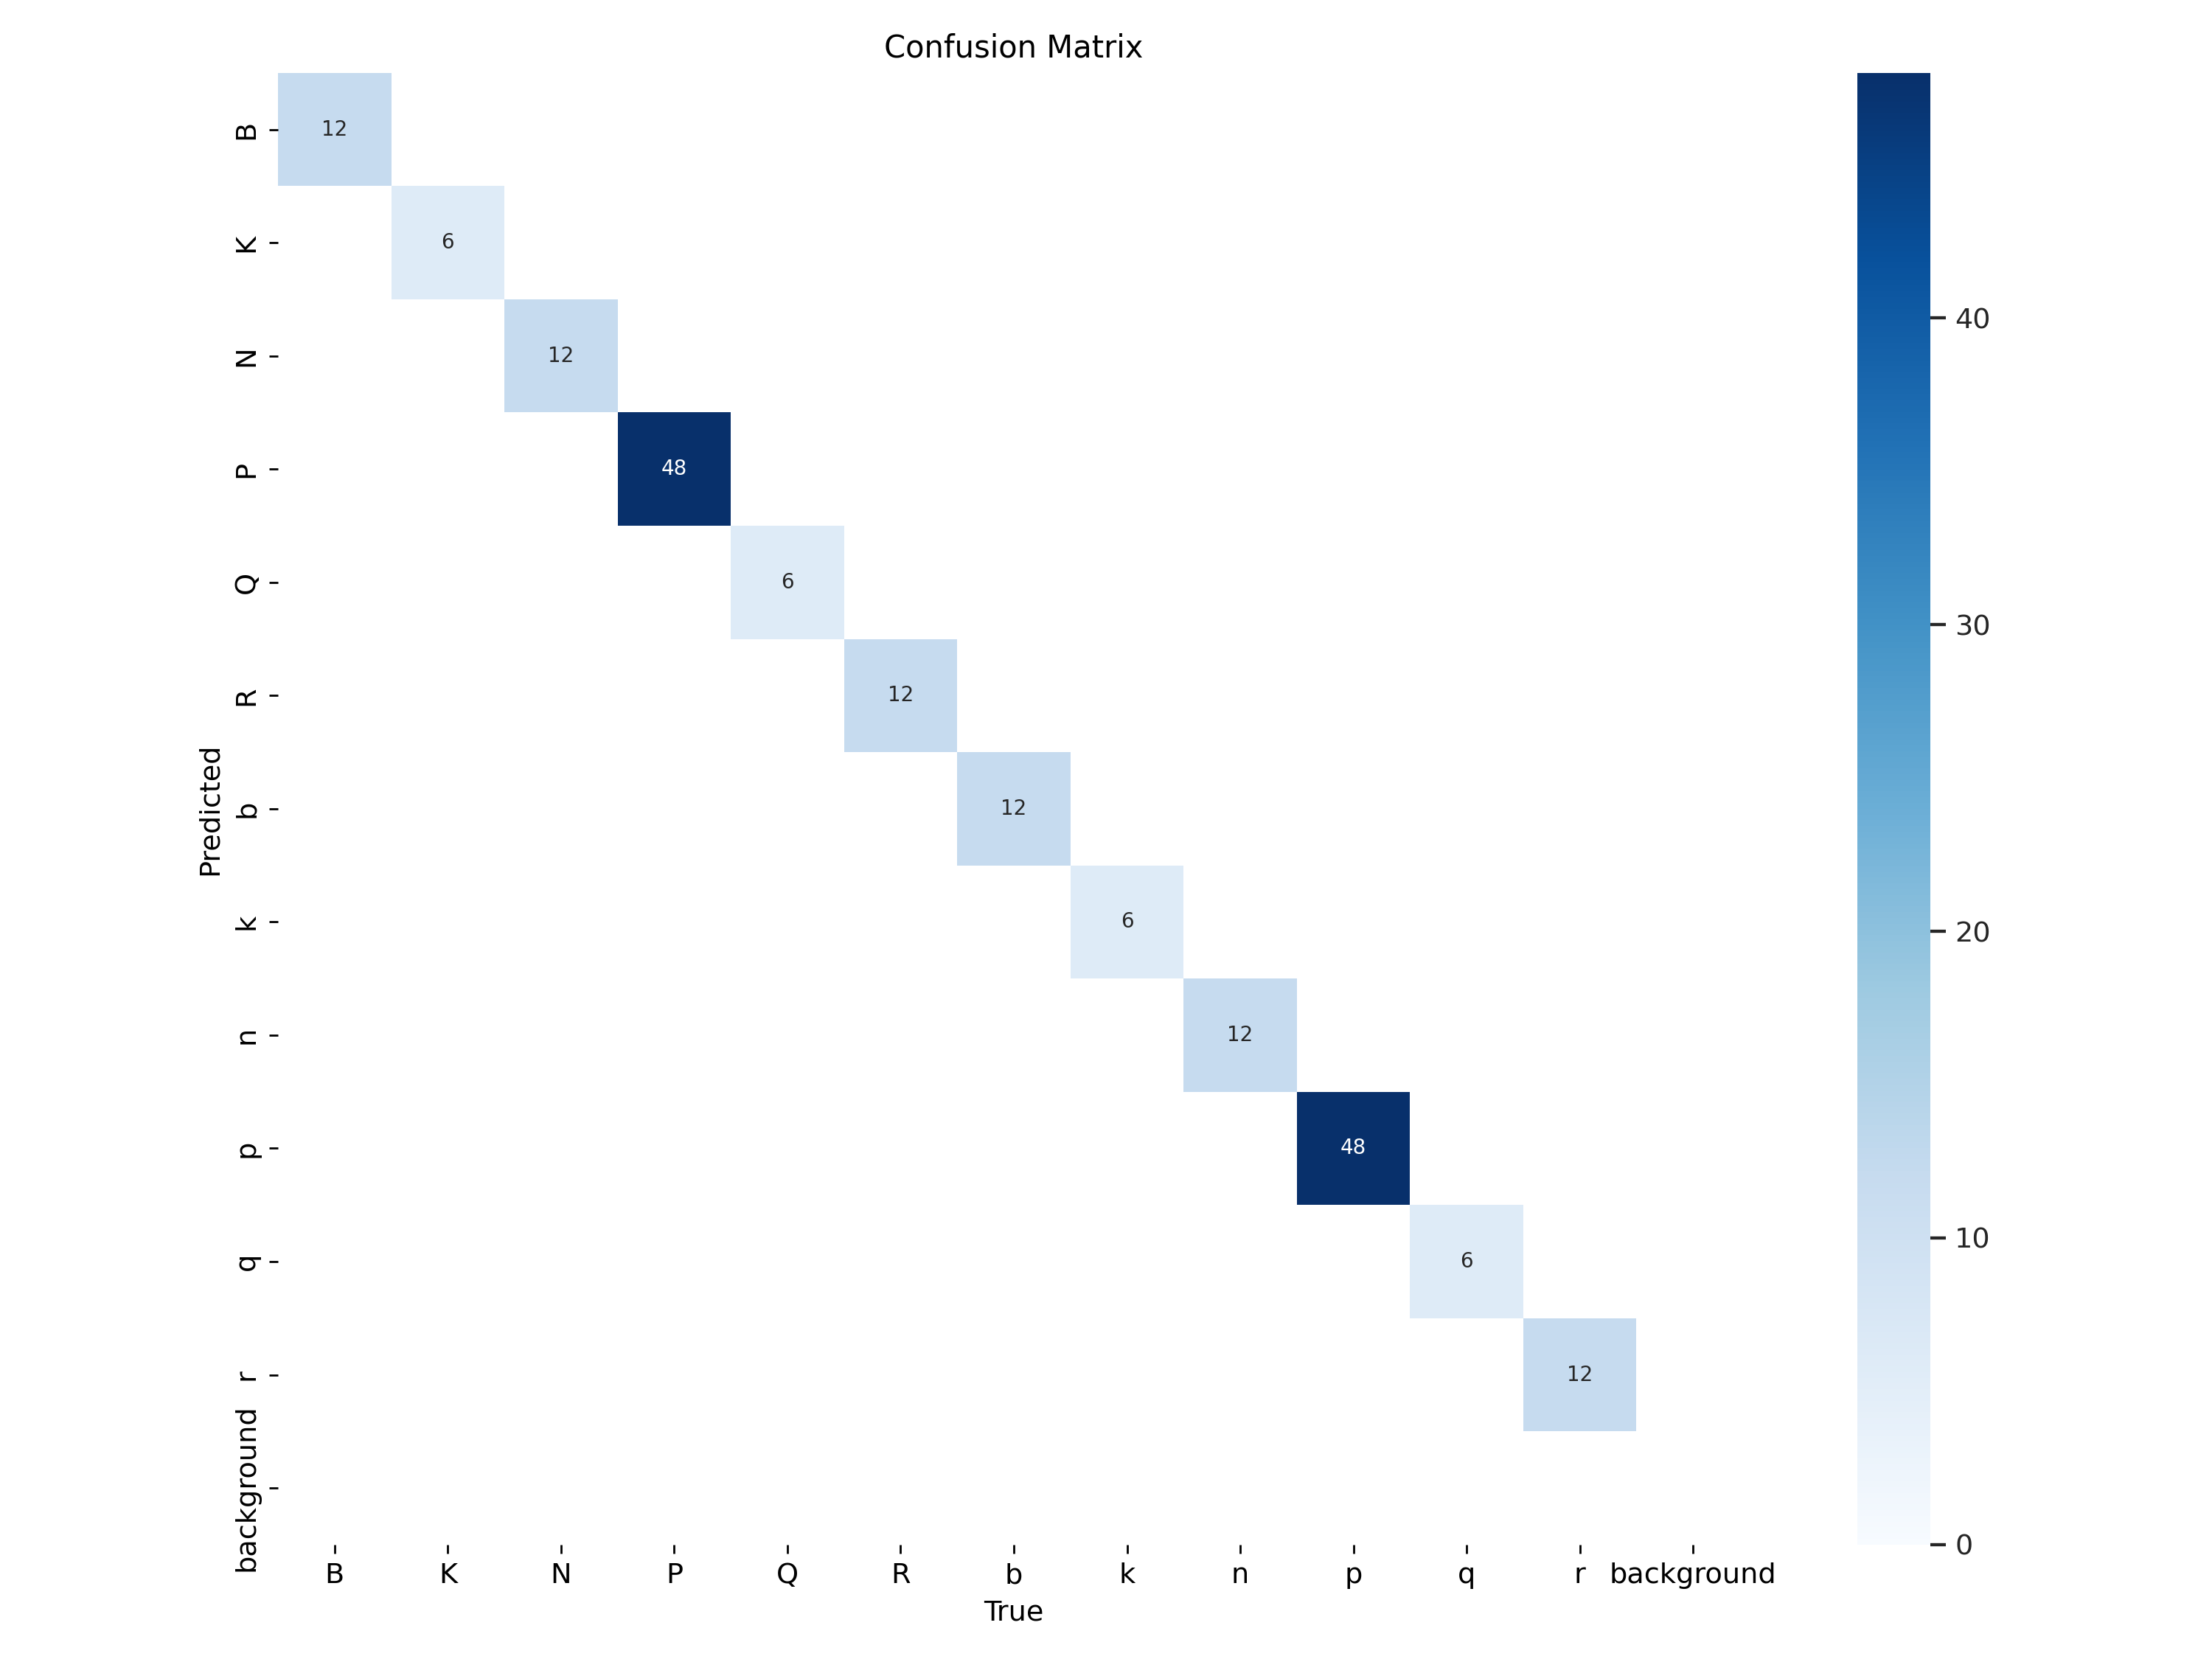 Confusion Matrix
B
12
K
6
N
12
P
48
Q
6
R
12
b
12
k
6
n
12
p
48
q
6
r
12
background
Predicted
B K N P Q R b k n p q r background
True
40
30
20
10
0